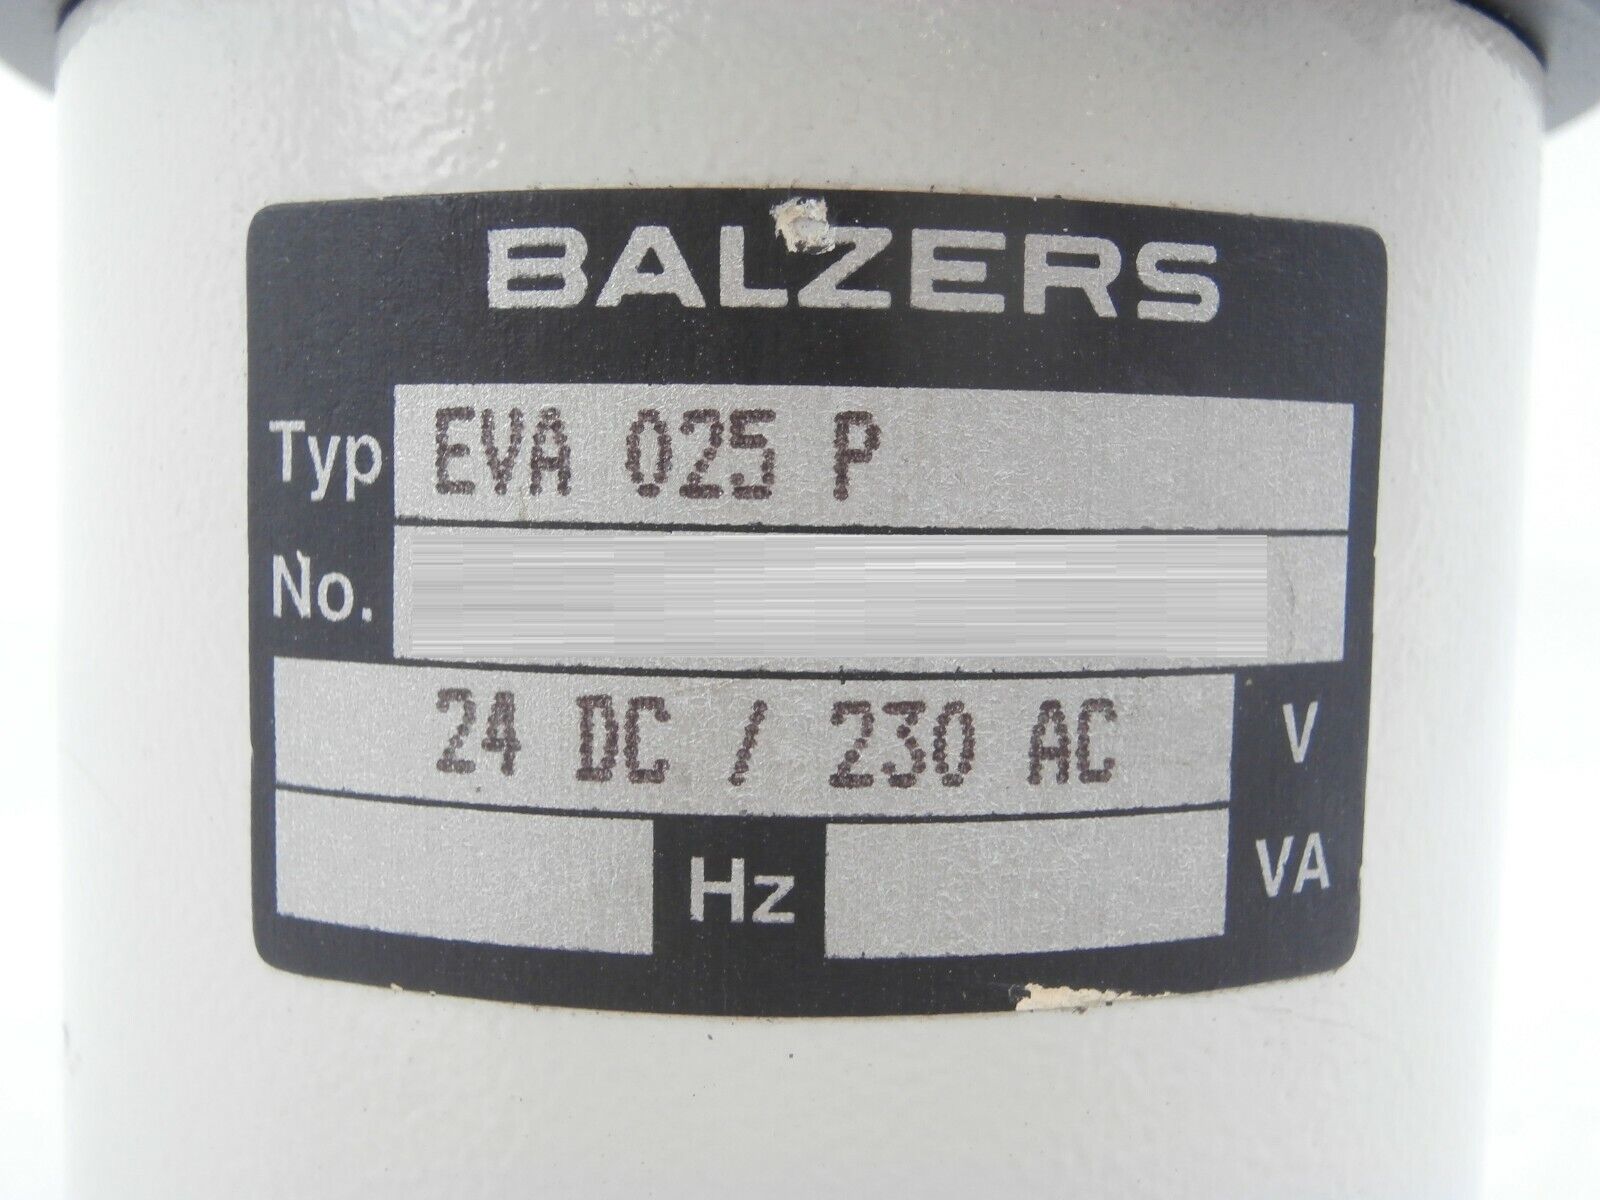 BALZERS
Typ EVA 025 P
No.
24 DC / 230 AC V
Hz VA